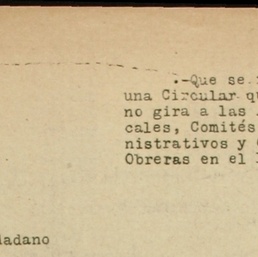 .-Que se
una Circular
no gira a las
cales, Comités
nistrativos y
Obreras en el
dadano